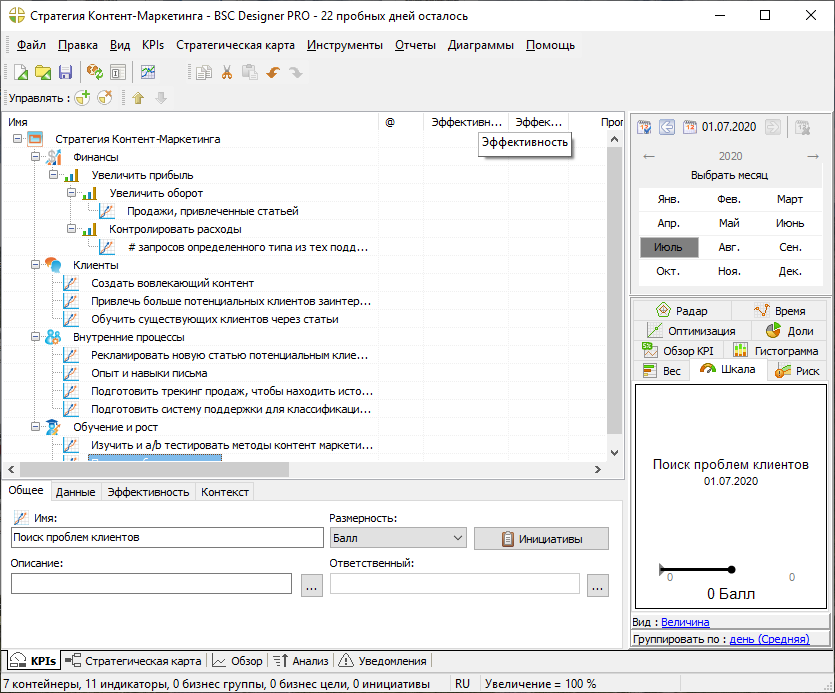 Стратегия Контент-Маркетинга - BSC Designer PRO - 22 пробных дней осталось
Файл Правка Вид KPIs Стратегическая карта Инструменты Отчеты Диаграммы Помощь
Управлять :
Имя @ Эффективн... Эффек... Прог
Эффективность
Стратегия Контент-Маркетинга
Финансы
Увеличить прибыль
Увеличить оборот
Продажи, привлеченные статьей
Контролировать расходы
# запросов определенного типа из тех подд...
Клиенты
Создать вовлекающий контент
Привлечь больше потенциальных клиентов заинтер...
Обучить существующих клиентов через статьи
Внутренние процессы
Рекламировать новую статью потенциальным клие...
Опыт и навыки письма
Подготовить трекинг продаж, чтобы находить исто...
Подготовить систему поддержки для классификаци...
Обучение и рост
Изучить и a/b тестировать методы контент маркети...
Общее Данные Эффективность Контекст
Имя:
Поиск проблем клиентов
Размерность:
Балл
Инициативы
Описание:
...
Ответственный:
...
01.07.2020
2020
Выбрать месяц
Янв. Фев. Март
Апр. Май Июнь
Июль Авг. Сен.
Окт. Ноя. Дек.
Радар Время
Оптимизация Доли
Обзор KPI Гистограмма
Вес Шкала Риск
Поиск проблем клиентов
01.07.2020
0 0
0 Балл
Вид : Величина
Группировать по : день (Средняя)
KPIs Стратегическая карта Обзор Анализ Уведомления
7 контейнеры, 11 индикаторы, 0 бизнес группы, 0 бизнес цели, 0 инициативы RU Увеличение = 100 %